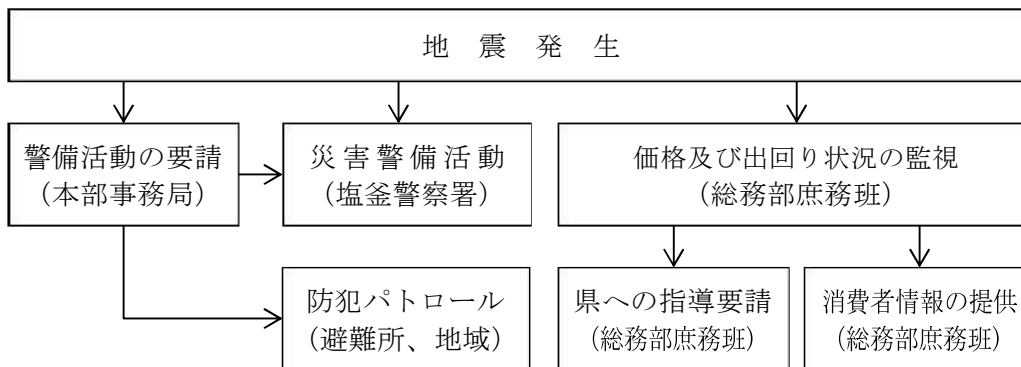 地震発生
警備活動の要請
（本部事務局）
災害警備活動
（塩釜警察署）
価格及び出回り状況の監視
（総務部庶務班）
防犯パトロール
（避難所、地域）
県への指導要請
（総務部庶務班）
消費者情報の提供
（総務部庶務班）